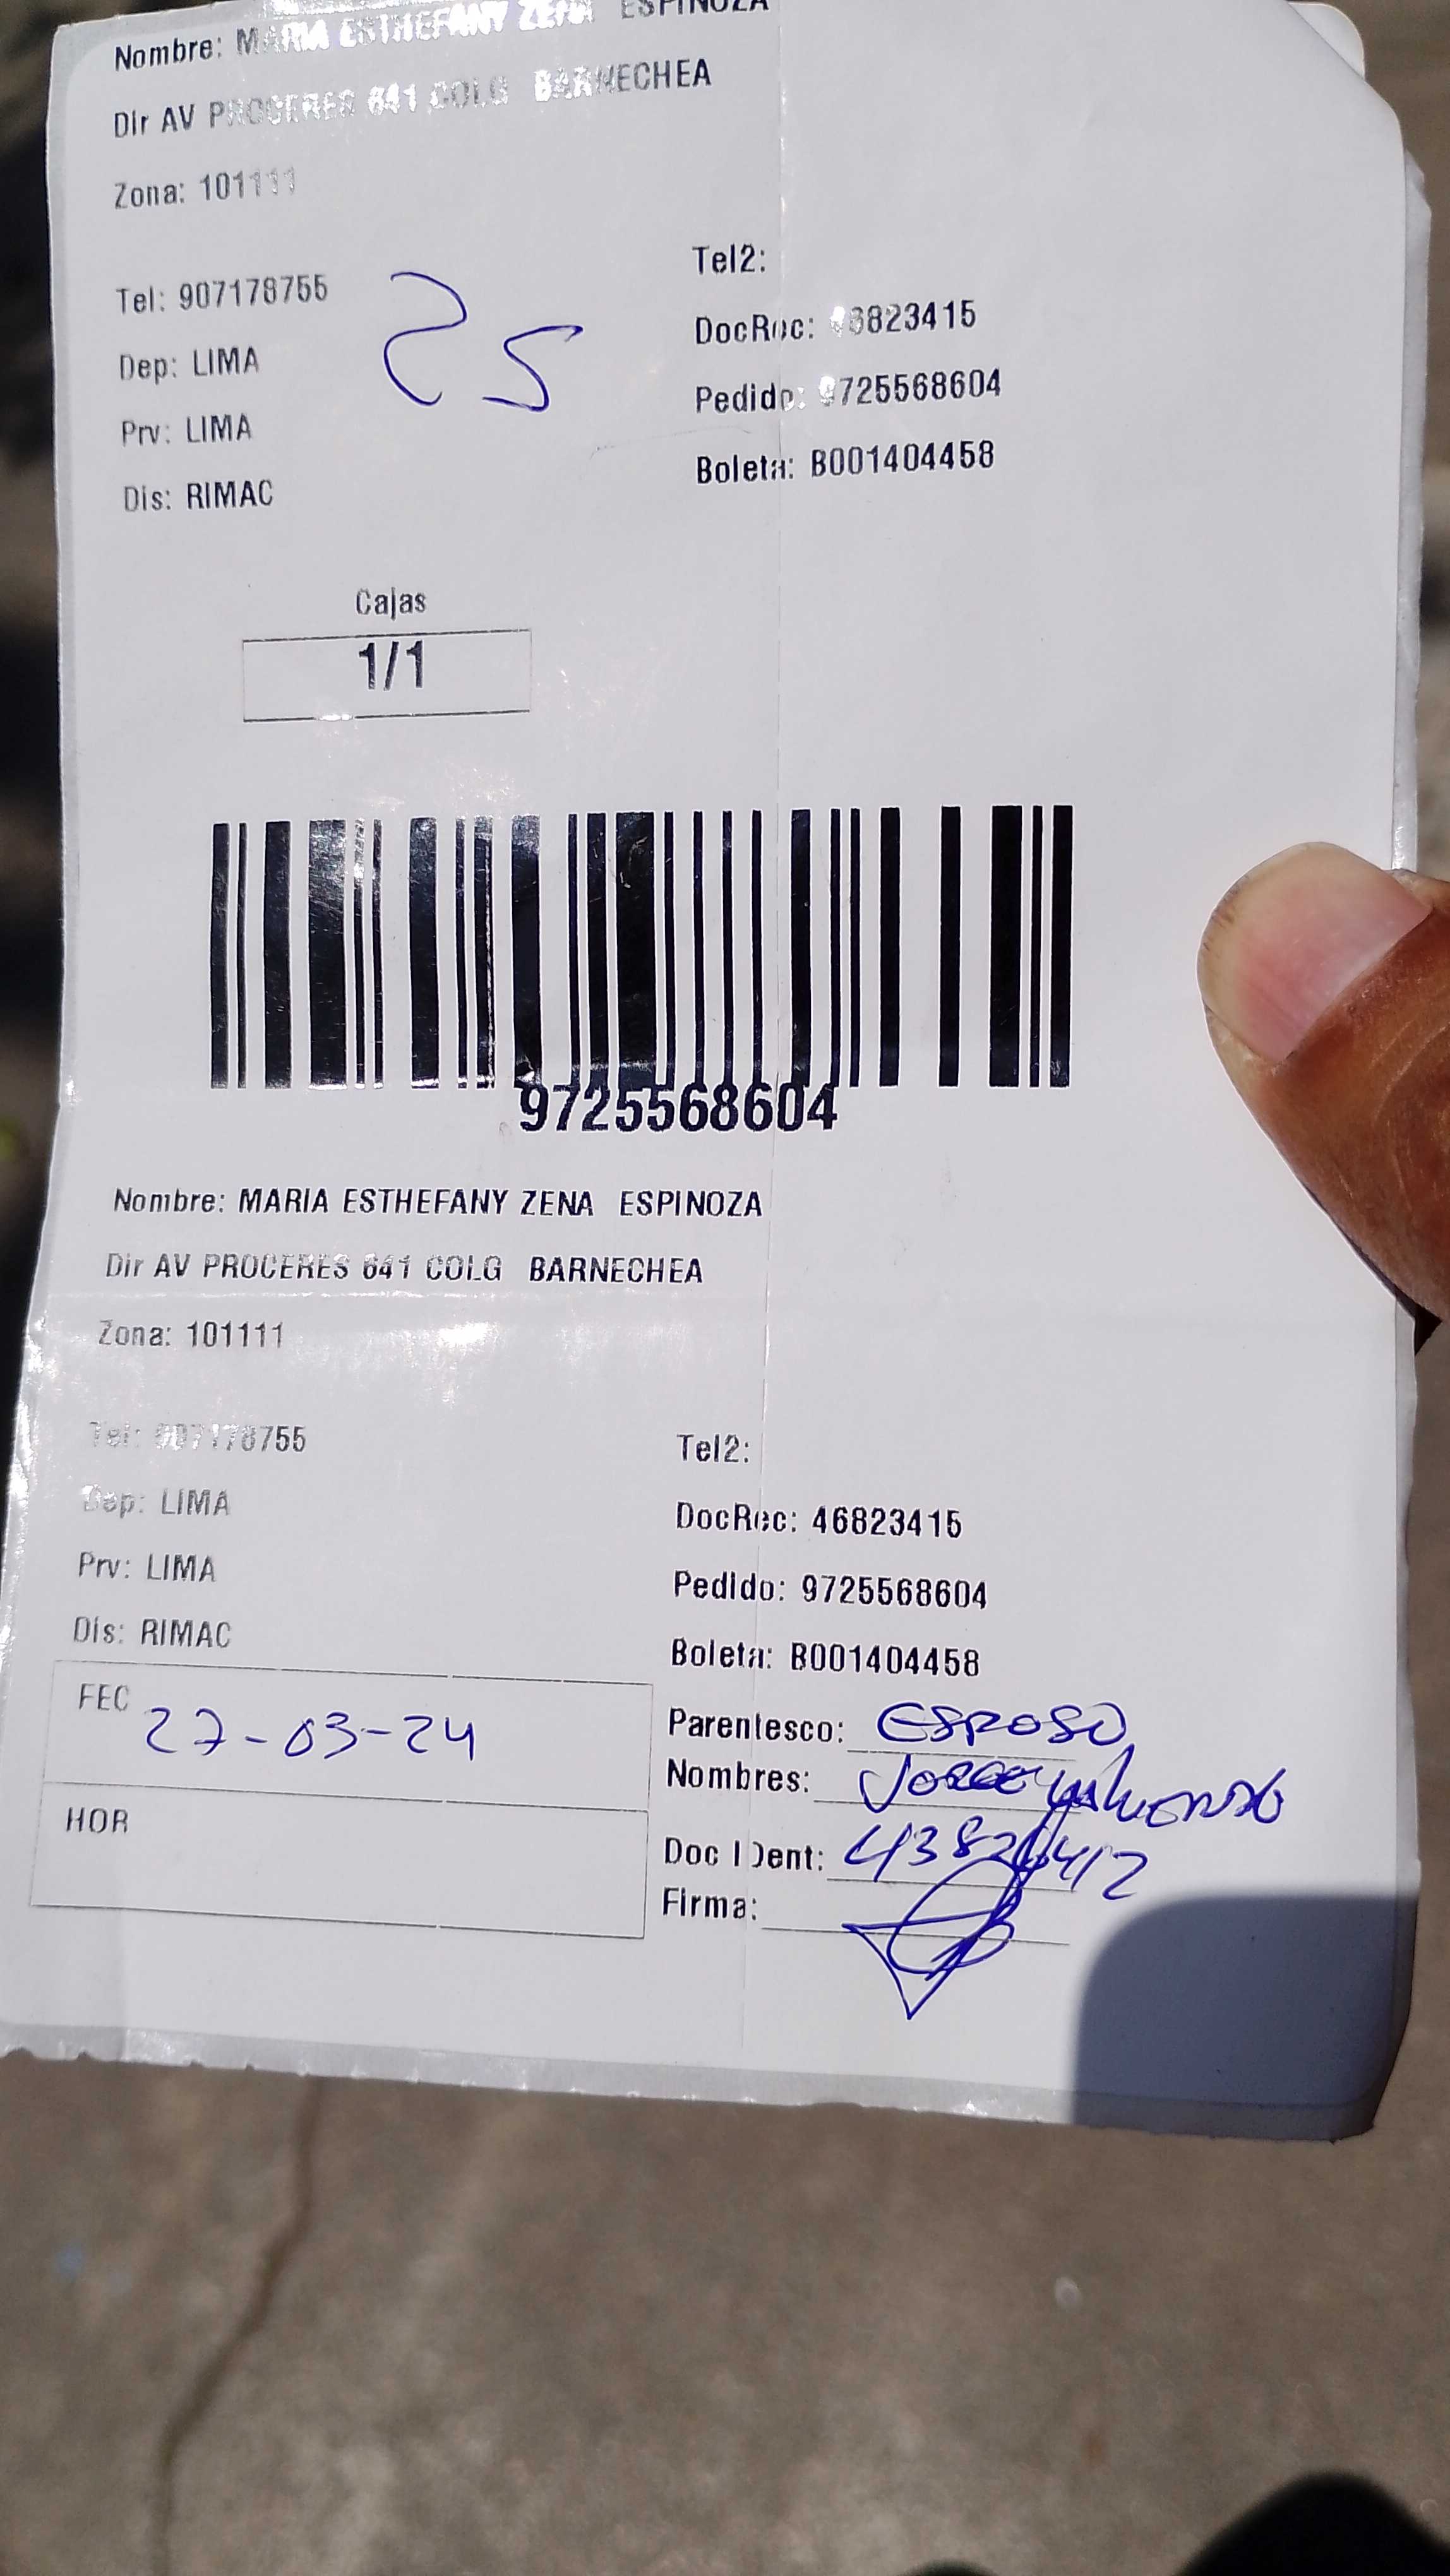 Nombre: MARIA ESTHEFANY ZENA ESPINOZA
Dir AV PROCERES 641 COLG BARNECHEA
Zona: 101111
Tel: 907178755
Dep: LIMA
Prv: LIMA
Dis: RIMAC
25
Tel2:
DocRec: 46823415
Pedido: 9725568604
Boleta: B001404458
Cajas
1/1
9725568604
Nombre: MARIA ESTHEFANY ZENA ESPINOZA
Dir AV PROCERES 641 COLG BARNECHEA
Zona: 101111
Tel: 907178755
Dep: LIMA
Prv: LIMA
Dis: RIMAC
Tel2:
DocRec: 46823415
Pedido: 9725568604
Boleta: B001404458
FEC 27-03-24
HOR
Parentesco: ESPOSO
Nombres: JORGE
Doc IDent:
Firma: